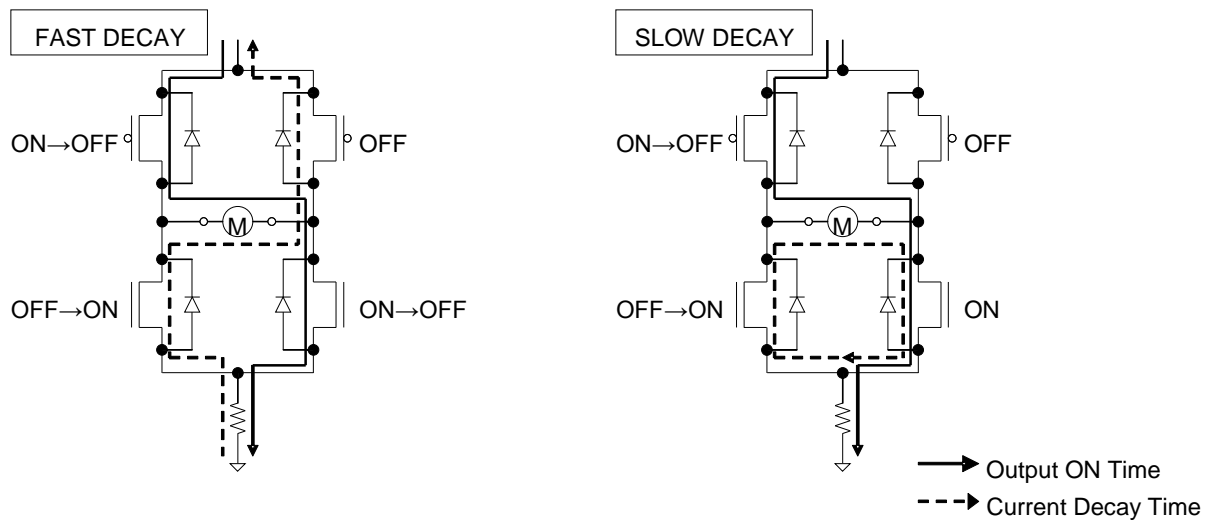 FAST DECAY
ON→OFF
OFF
M
OFF→ON
ON→OFF
SLOW DECAY
ON→OFF
OFF
M
OFF→ON
ON
Output ON Time
Current Decay Time